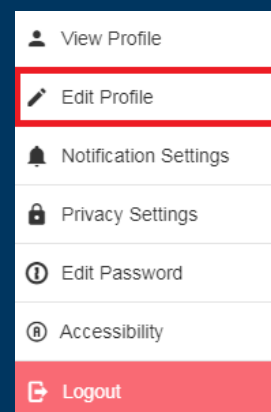 View Profile
Edit Profile
Notification Settings
Privacy Settings
Edit Password
Accessibility
Logout